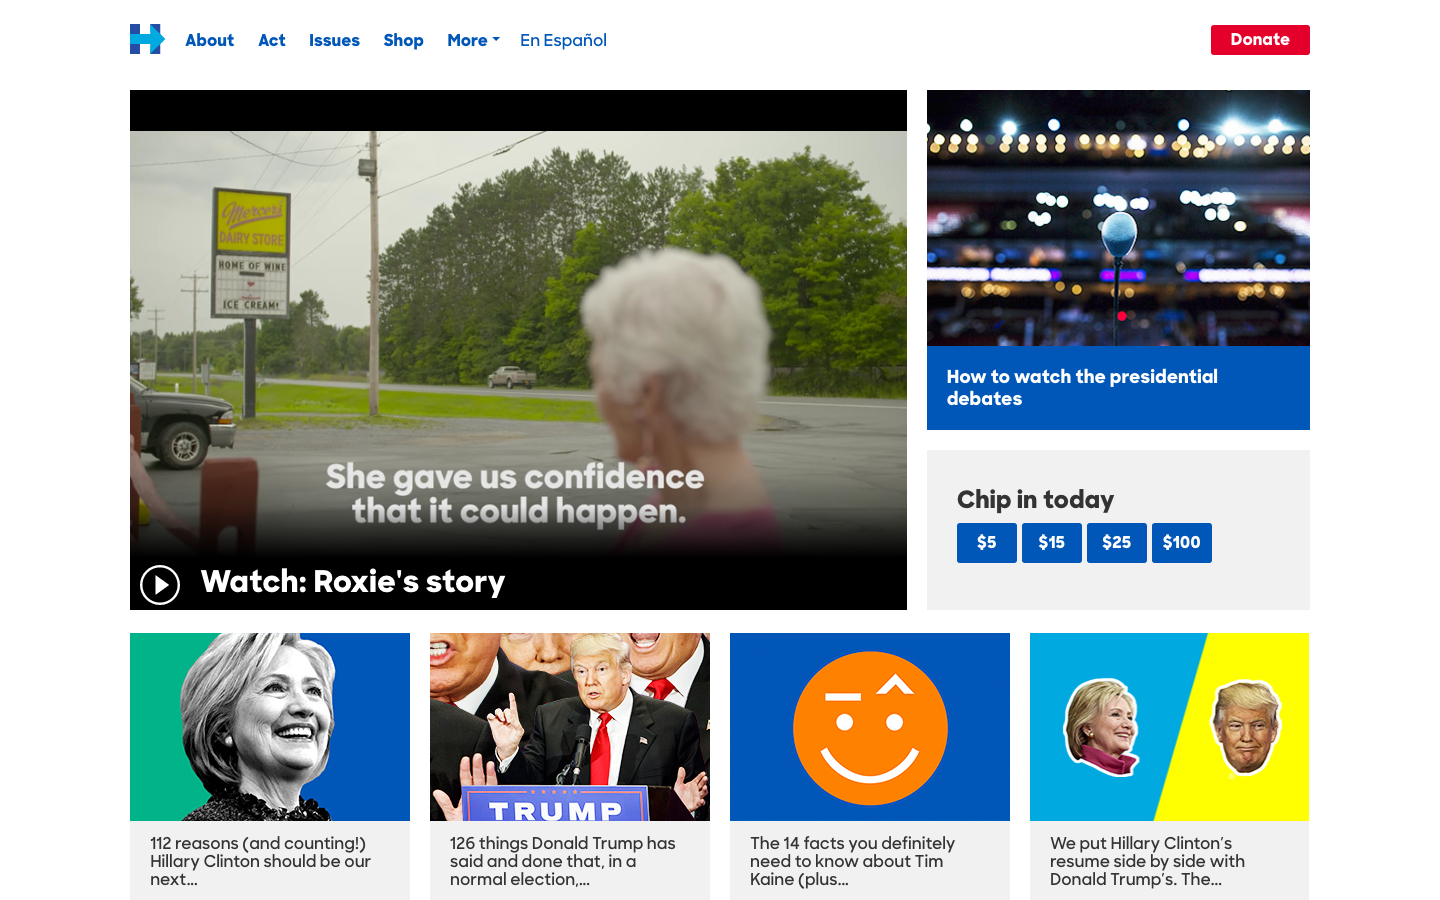 About Act Issues Shop More En Español Donate
Mercer's
DAIRY STORE
HOME OF WINE
ICE CREAM!
She gave us confidence
that it could happen.
Watch: Roxie's story
How to watch the presidential
debates
Chip in today
$5 $15 $25 $100
TRUMP
112 reasons (and counting!)
Hillary Clinton should be our
next...
126 things Donald Trump has
said and done that, in a
normal election,...
The 14 facts you definitely
need to know about Tim
Kaine (plus...
We put Hillary Clinton's
resume side by side with
Donald Trump's. The...